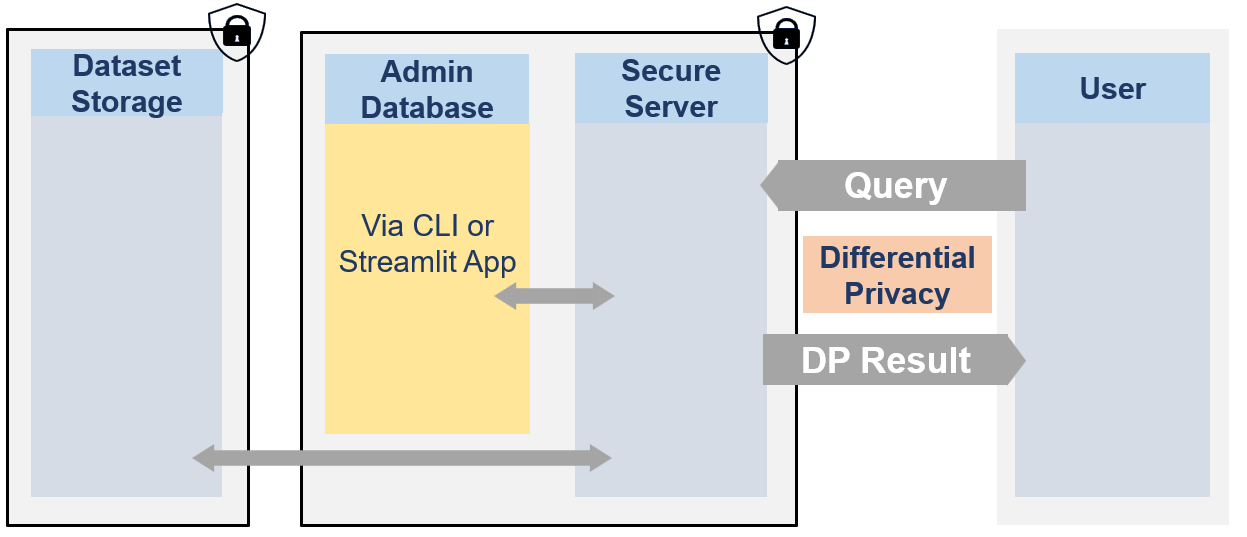 Dataset
Storage
Admin
Database
Secure
Server
User
Via CLI or
Streamlit App
Query
Differential
Privacy
DP Result